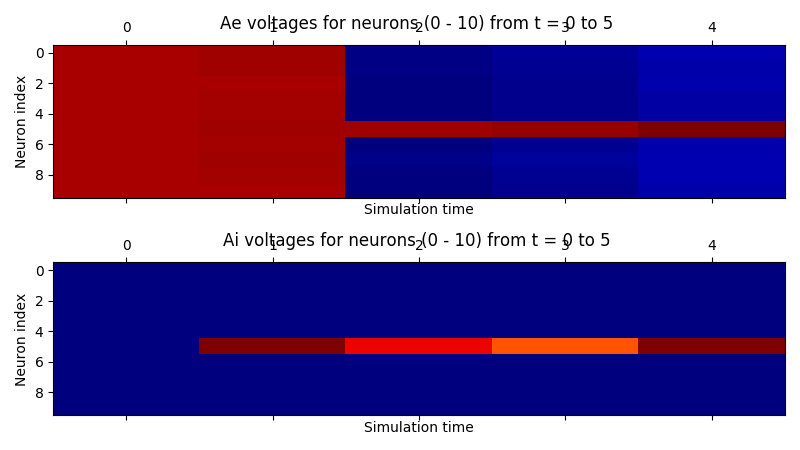 Ae voltages for neurons (0 - 10) from t = 0 to 5
0 1 2 3 4
Neuron index
0
2
4
6
8
Simulation time
Ai voltages for neurons (0 - 10) from t = 0 to 5
0 1 2 3 4
Neuron index
0
2
4
6
8
Simulation time